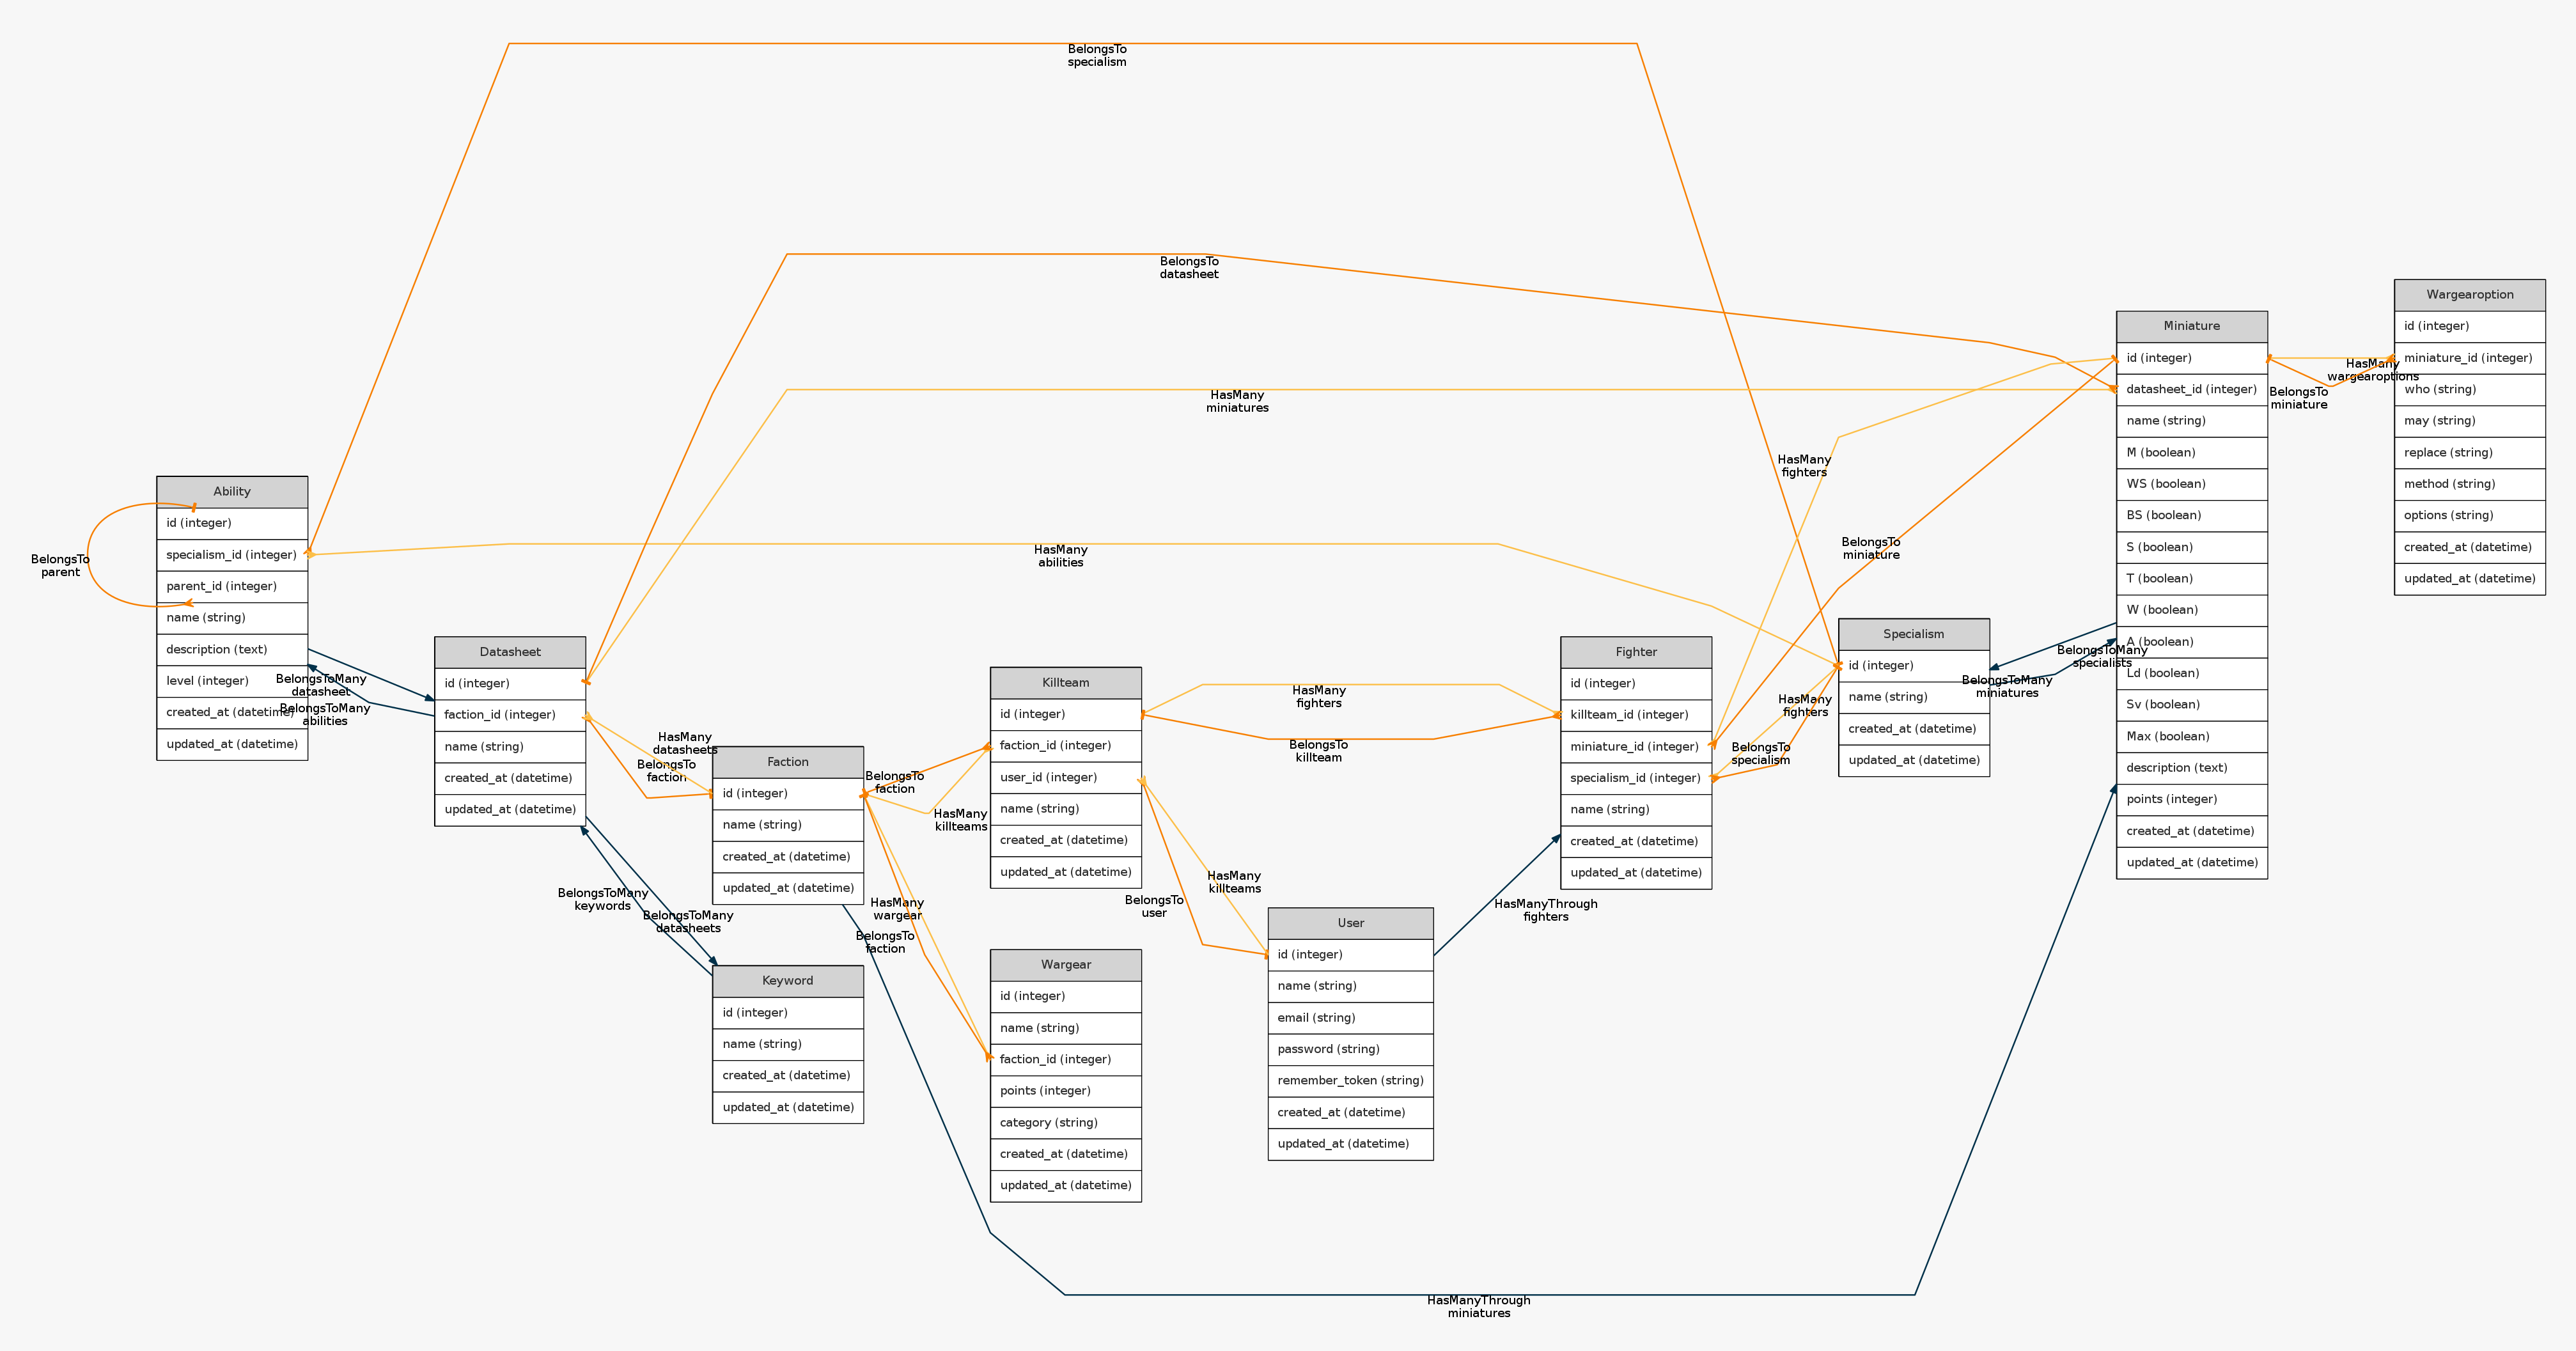 BelongsTo
specialism
BelongsTo
datasheet
HasMany
miniatures
HasMany
abilities
BelongsTo
parent
Ability
id (integer)
specialism_id (integer)
parent_id (integer)
name (string)
description (text)
level (integer)
created_at (datetime)
updated_at (datetime)
BelongsToMany
datasheet
BelongsToMany
abilities
Datasheet
id (integer)
faction_id (integer)
name (string)
created_at (datetime)
updated_at (datetime)
HasMany
datasheets
BelongsTo
faction
BelongsToMany
keywords
BelongsToMany
datasheets
Faction
id (integer)
name (string)
created_at (datetime)
updated_at (datetime)
Keyword
id (integer)
name (string)
created_at (datetime)
updated_at (datetime)
BelongsTo
faction
HasMany
killteams
HasMany
wargear
BelongsTo
faction
Killteam
id (integer)
faction_id (integer)
user_id (integer)
name (string)
created_at (datetime)
updated_at (datetime)
Wargear
id (integer)
name (string)
faction_id (integer)
points (integer)
category (string)
created_at (datetime)
updated_at (datetime)
HasMany
fighters
BelongsTo
killteam
HasMany
killteams
BelongsTo
user
User
id (integer)
name (string)
email (string)
password (string)
remember_token (string)
created_at (datetime)
updated_at (datetime)
HasManyThrough
fighters
HasManyThrough
miniatures
Fighter
id (integer)
killteam_id (integer)
miniature_id (integer)
specialism_id (integer)
name (string)
created_at (datetime)
updated_at (datetime)
HasMany
fighters
BelongsTo
miniature
HasMany
fighters
BelongsTo
specialism
Specialism
id (integer)
name (string)
created_at (datetime)
updated_at (datetime)
BelongsToMany
specialists
BelongsToMany
miniatures
Miniature
id (integer)
datasheet_id (integer)
name (string)
M (boolean)
WS (boolean)
BS (boolean)
S (boolean)
T (boolean)
W (boolean)
A (boolean)
Ld (boolean)
Sv (boolean)
Max (boolean)
description (text)
points (integer)
created_at (datetime)
updated_at (datetime)
HasMany
wargearoptions
BelongsTo
miniature
Wargearoption
id (integer)
miniature_id (integer)
who (string)
may (string)
replace (string)
method (string)
options (string)
created_at (datetime)
updated_at (datetime)